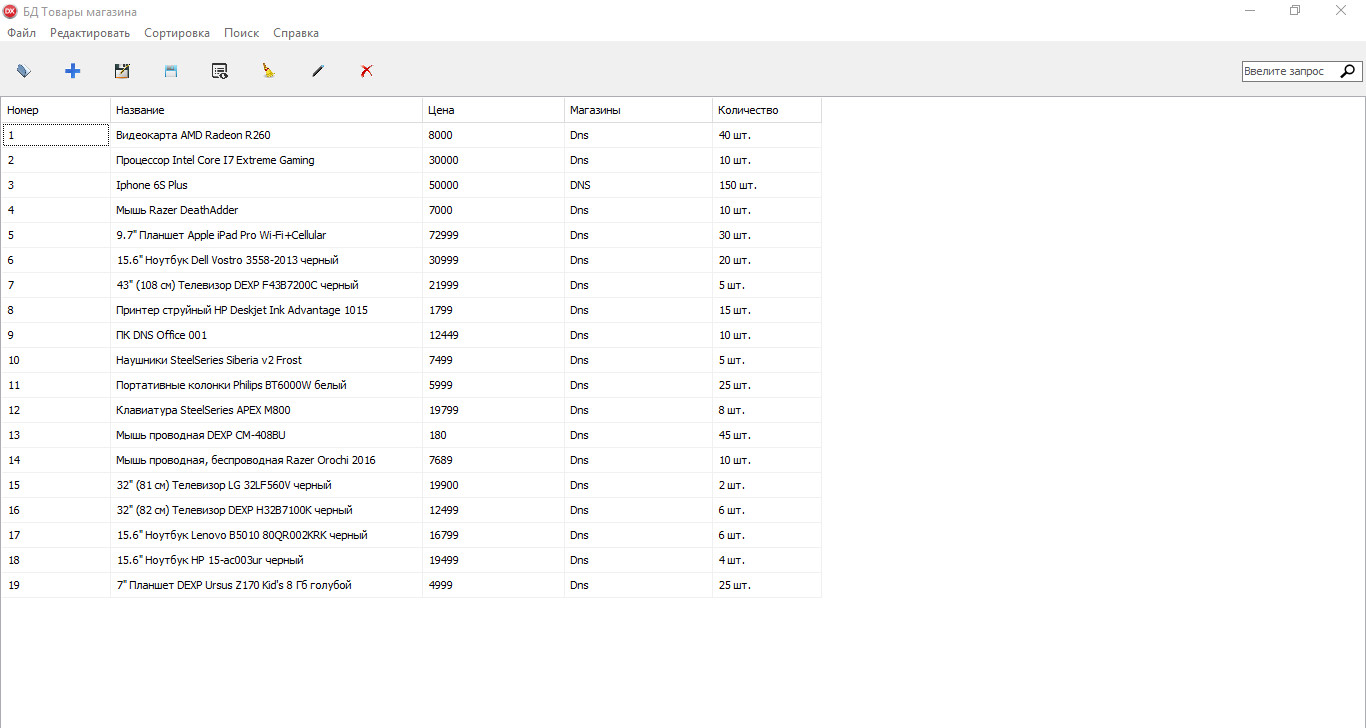 DX БД Товары магазина
Файл Редактировать Сортировка Поиск Справка
Введите запрос
Номер Название Цена Магазины Количество
1 Видеокарта AMD Radeon R260 8000 Dns 40 шт.
2 Процессор Intel Core I7 Extreme Gaming 30000 Dns 10 шт.
3 Iphone 6S Plus 50000 DNS 150 шт.
4 Мышь Razer DeathAdder 7000 Dns 10 шт.
5 9.7" Планшет Apple iPad Pro Wi-Fi+Cellular 72999 Dns 30 шт.
6 15.6" Ноутбук Dell Vostro 3558-2013 черный 30999 Dns 20 шт.
7 43" (108 см) Телевизор DEXP F43B7200C черный 21999 Dns 5 шт.
8 Принтер струйный HP Deskjet Ink Advantage 1015 1799 Dns 15 шт.
9 ПК DNS Office 001 12449 Dns 10 шт.
10 Наушники SteelSeries Siberia v2 Frost 7499 Dns 5 шт.
11 Портативные колонки Philips BT6000W белый 5999 Dns 25 шт.
12 Клавиатура SteelSeries APEX M800 19799 Dns 8 шт.
13 Мышь проводная DEXP CM-408BU 180 Dns 45 шт.
14 Мышь проводная, беспроводная Razer Orochi 2016 7689 Dns 10 шт.
15 32" (81 см) Телевизор LG 32LF560V черный 19900 Dns 2 шт.
16 32" (82 см) Телевизор DEXP H32B7100K черный 12499 Dns 6 шт.
17 15.6" Ноутбук Lenovo B5010 80QR002KRK черный 16799 Dns 6 шт.
18 15.6" Ноутбук HP 15-ac003ur черный 19499 Dns 4 шт.
19 7" Планшет DEXP Ursus Z170 Kid's 8 Гб голубой 4999 Dns 25 шт.